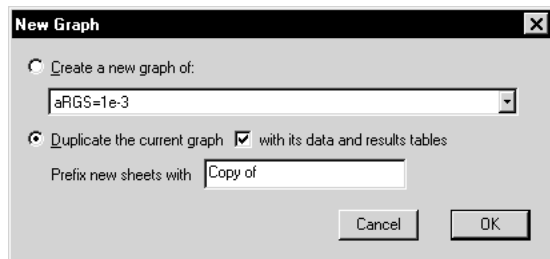 New Graph
Create a new graph of:
aRGS=1e-3
Duplicate the current graph with its data and results tables
Prefix new sheets with Copy of
Cancel OK